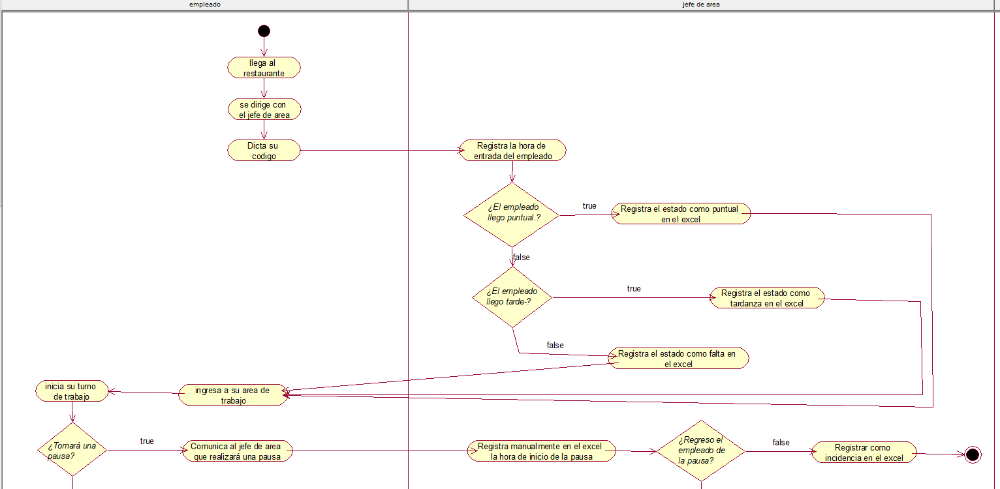 empleado
jefe de area
llega al
restaurante
se dirige con
el jefe de area
Dicta su
codigo
Registra la hora de
entrada del empleado
¿El empleado
llego puntual.?
true
Registra el estado como puntual
en el excel
false
¿El empleado
llego tarde-?
true
Registra el estado como
tardanza en el excel
false
Registra el estado como falta en
el excel
ingresa a su area de
trabajo
inicia su turno
de trabajo
¿Tomará una
pausa?
true
Comunica al jefe de area
que realizará una pausa
Registra manualmente en el excel
la hora de inicio de la pausa
¿Regreso el
empleado de
la pausa?
false
Registrar como
incidencia en el excel